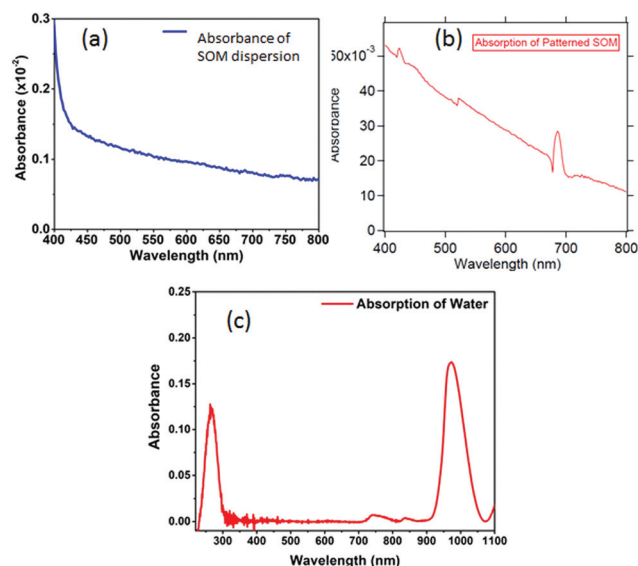 (a)
Absorbance of
SOM dispersion
Absorbance (x10⁻²)
0.3
0.2
0.1
0.0
400 450 500 550 600 650 700 750 800
Wavelength (nm)
(b)
Absorption of Patterned SOM
Absorbance
50x10⁻³
40
30
20
10
0
400 500 600 700 800
Wavelength (nm)
(c)
Absorption of Water
Absorbance
0.25
0.20
0.15
0.10
0.05
0.00
300 400 500 600 700 800 900 1000 1100
Wavelength (nm)